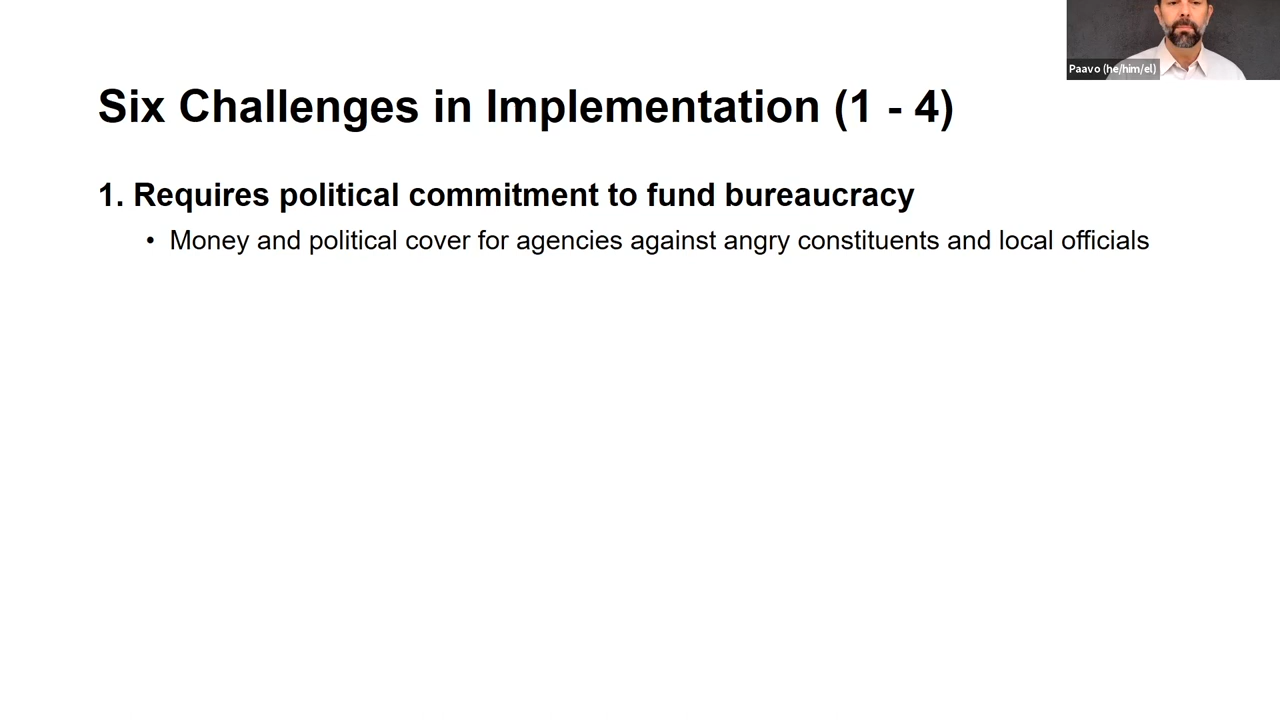 Paavo (he/him/el)
Six Challenges in Implementation (1 - 4)
1. Requires political commitment to fund bureaucracy
• Money and political cover for agencies against angry constituents and local officials